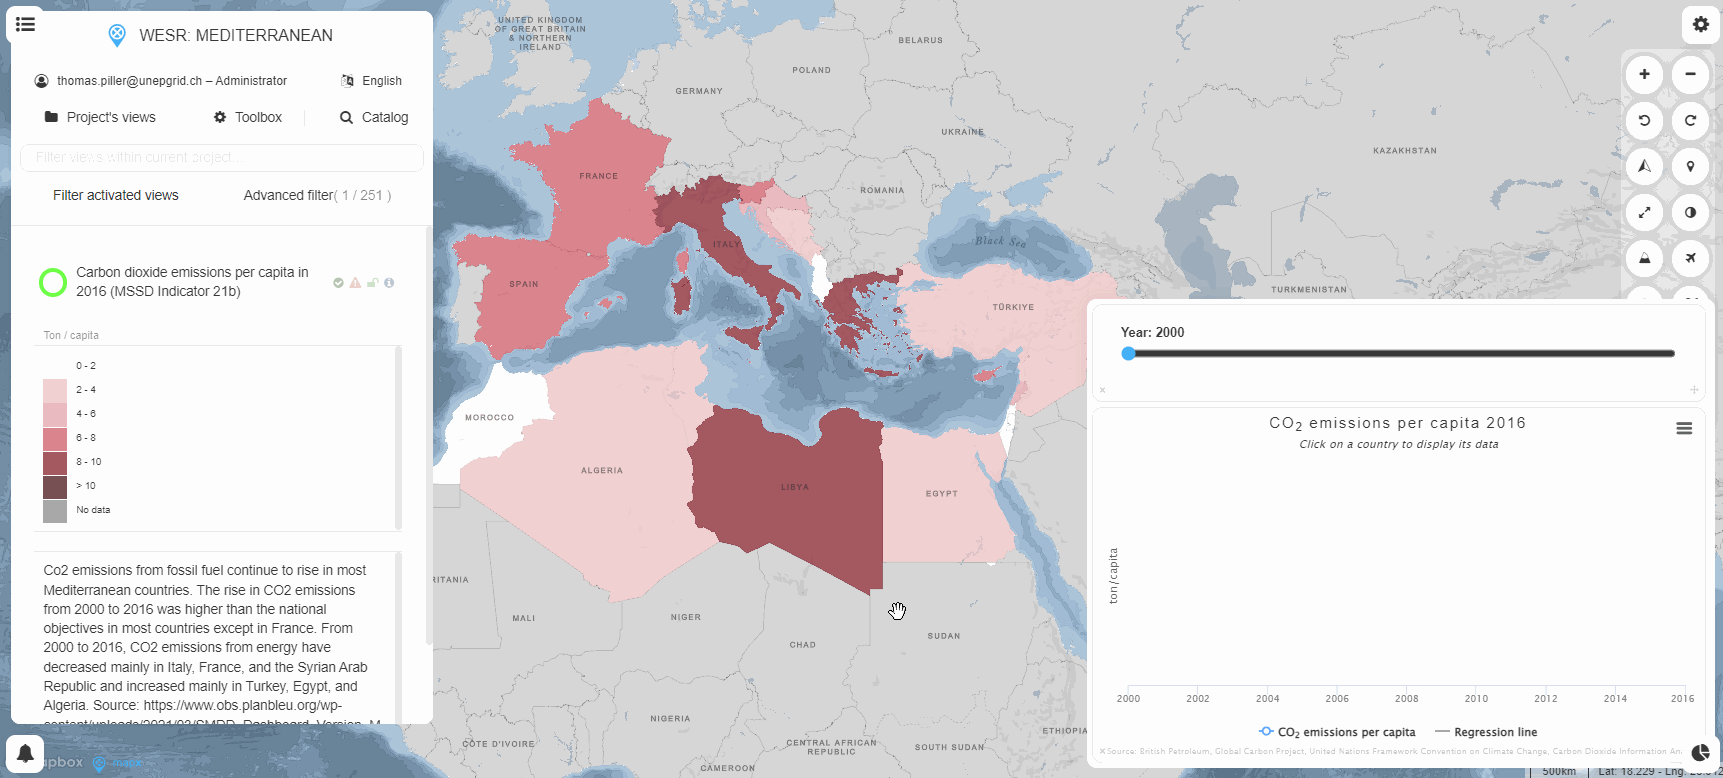 WESR: MEDITERRANEAN
thomas.piller@unepgrid.ch – Administrator
English
Project's views
Toolbox
Catalog
Filter views within current project...
Filter activated views
Advanced filter( 1 / 251 )
Carbon dioxide emissions per capita in
2016 (MSSD Indicator 21b)
Ton / capita
0 - 2
2 - 4
4 - 6
6 - 8
8 - 10
> 10
No data
Co2 emissions from fossil fuel continue to rise in most
Mediterranean countries. The rise in CO2 emissions
from 2000 to 2016 was higher than the national
objectives in most countries except in France. From
2000 to 2016, CO2 emissions from energy have
decreased mainly in Italy, France, and the Syrian Arab
Republic and increased mainly in Turkey, Egypt, and
Algeria. Source: https://www.obs.planbleu.org/wp-
UNITED KINGDOM
OF GREAT BRITAIN
& NORTHERN
IRELAND
BELARUS
POLAND
GERMANY
UKRAINE
KAZAKHSTAN
FRANCE
ROMANIA
ITALY
Black Sea
SPAIN
TURKMENISTAN
TÜRKIYE
MOROCCO
ALGERIA
LIBYA
EGYPT
RITANIA
MALI
NIGER
CHAD
SUDAN
NIGERIA
CÔTE D'IVOIRE
CENTRAL AFRICAN
REPUBLIC
SOUTH SUDAN
ETHIOPIA
CAMEROON
Year: 2000
CO2 emissions per capita 2016
Click on a country to display its data
ton/capita
2000
2002
2004
2006
2008
2010
2012
2014
2016
CO2 emissions per capita
Regression line
Source: British Petroleum, Global Carbon Project, United Nations Framework Convention on Climate Change, Carbon Dioxide Information An
500km
Lat: 18.229 - Lng: